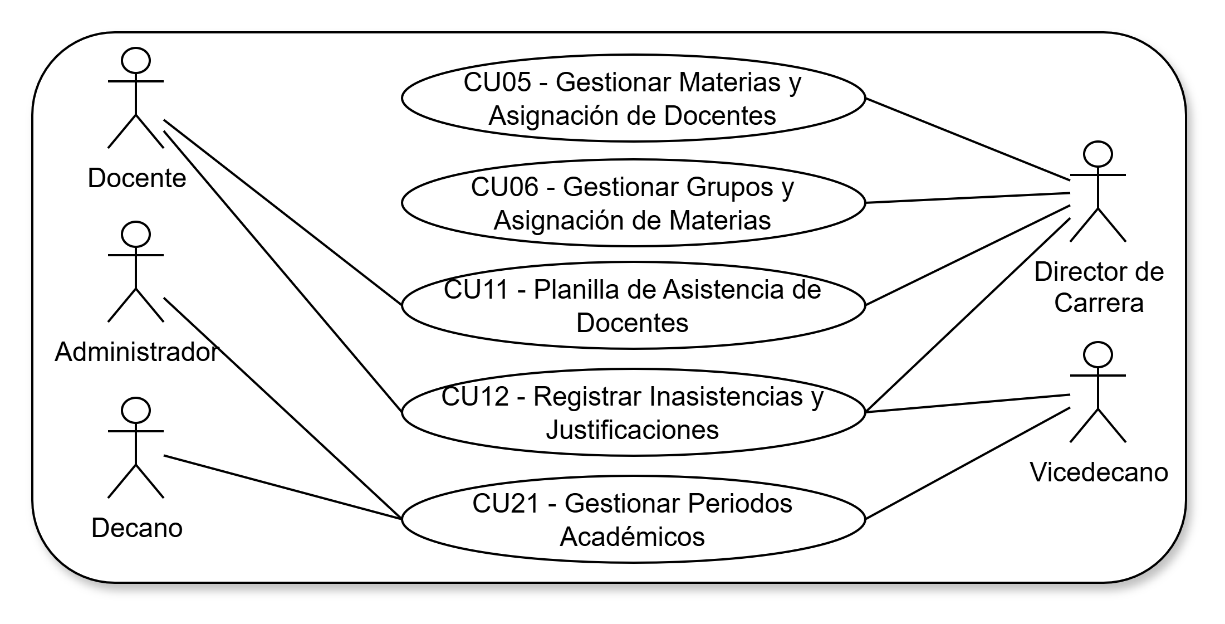 Docente
Administrador
Decano
CU05 - Gestionar Materias y
Asignación de Docentes
CU06 - Gestionar Grupos y
Asignación de Materias
CU11 - Planilla de Asistencia de
Docentes
CU12 - Registrar Inasistencias y
Justificaciones
CU21 - Gestionar Periodos
Académicos
Director de
Carrera
Vicedecano